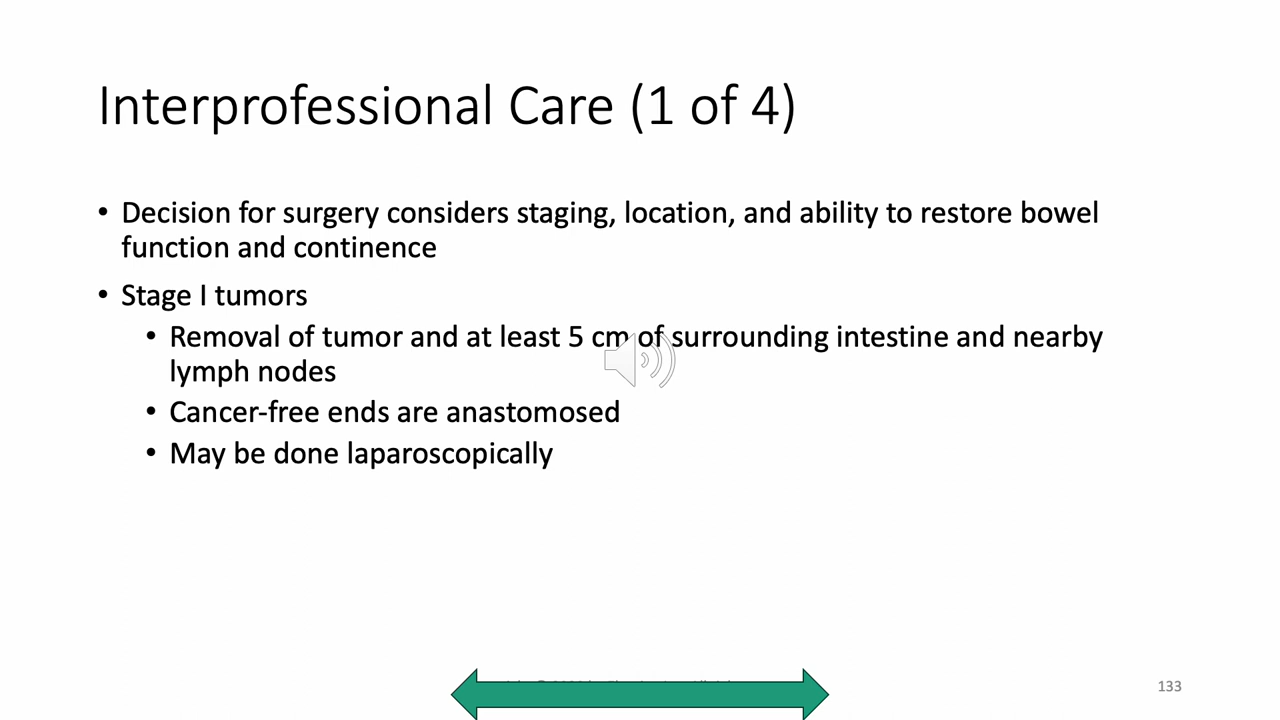 Interprofessional Care (1 of 4)
• Decision for surgery considers staging, location, and ability to restore bowel
function and continence
• Stage I tumors
• Removal of tumor and at least 5 cm of surrounding intestine and nearby
lymph nodes
• Cancer-free ends are anastomosed
• May be done laparoscopically
133